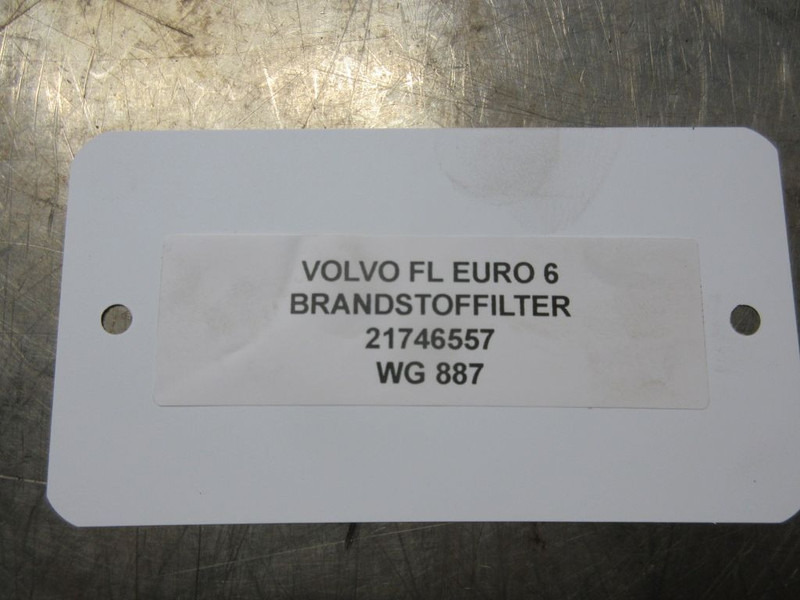 VOLVO FL EURO 6
BRANDSTOFFILTER
21746557
WG 887